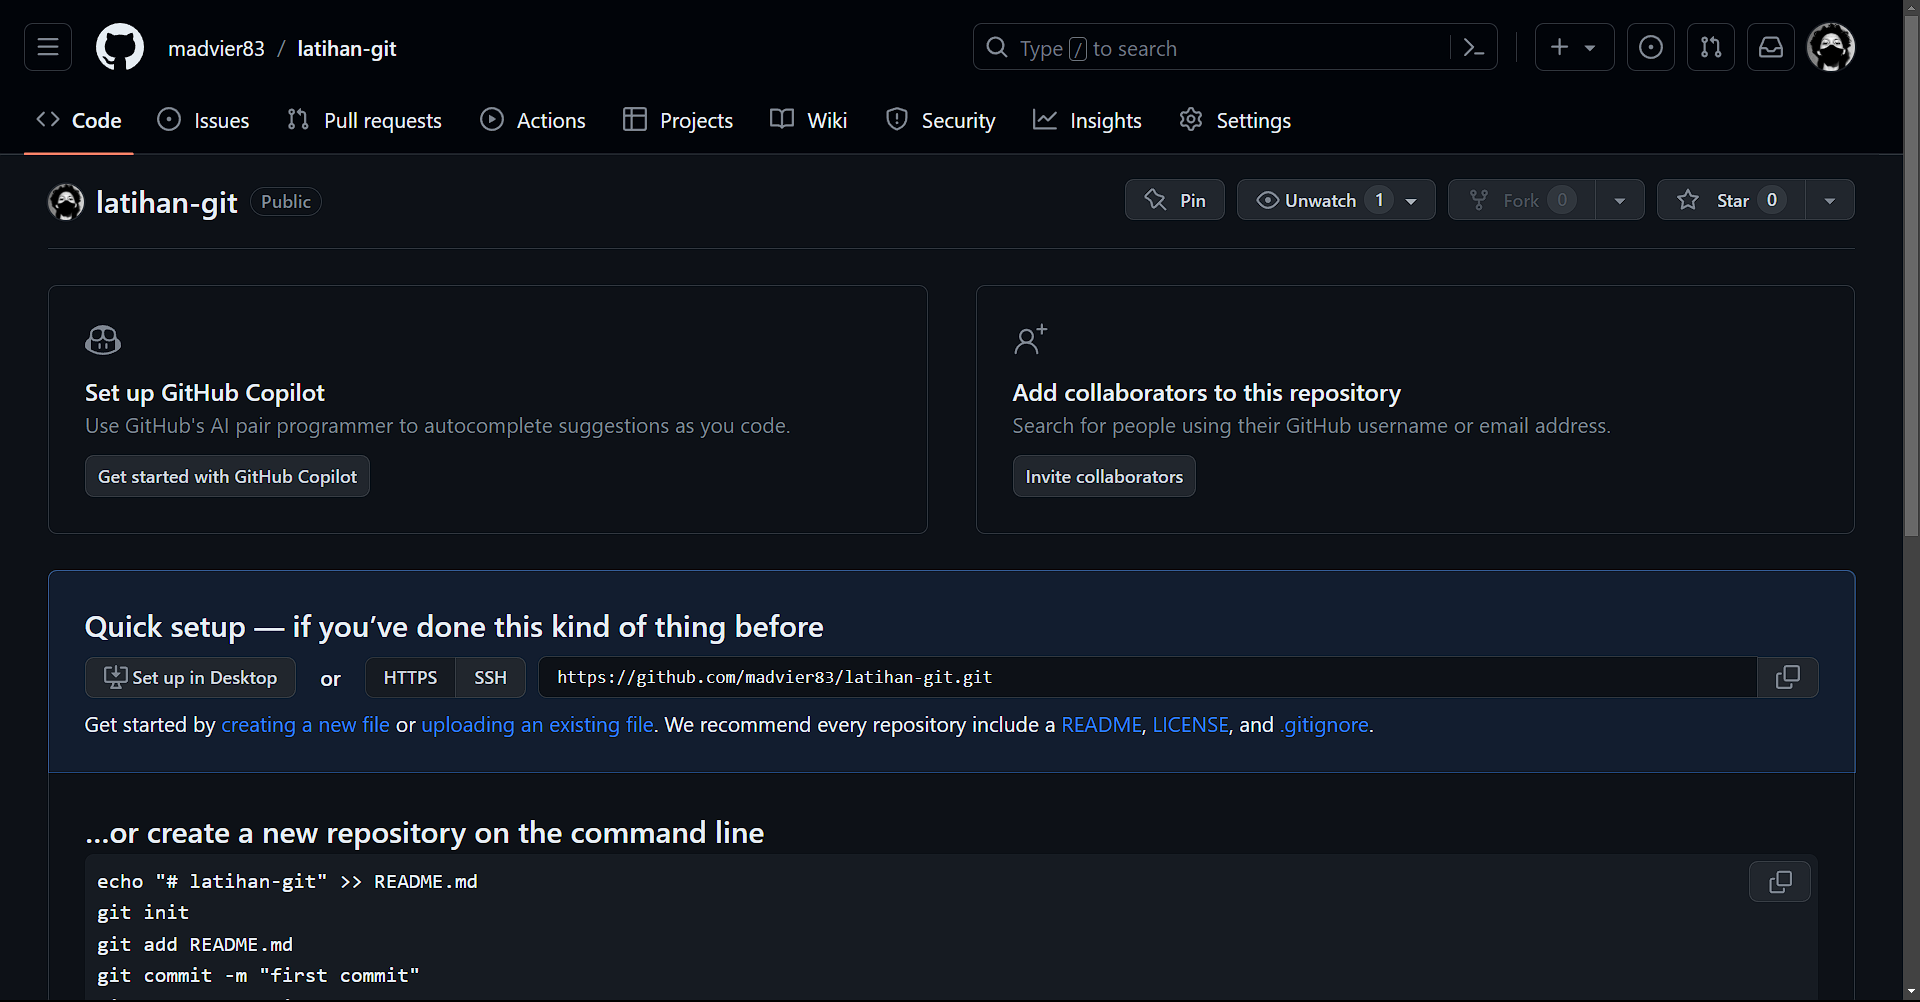 madvier83 / latihan-git
Type / to search
Code Issues Pull requests Actions Projects Wiki Security Insights Settings
latihan-git Public
Pin Unwatch 1 Fork 0 Star 0
Set up GitHub Copilot
Use GitHub's AI pair programmer to autocomplete suggestions as you code.
Get started with GitHub Copilot
Add collaborators to this repository
Search for people using their GitHub username or email address.
Invite collaborators
Quick setup — if you’ve done this kind of thing before
Set up in Desktop or HTTPS SSH https://github.com/madvier83/latihan-git.git
Get started by creating a new file or uploading an existing file. We recommend every repository include a README, LICENSE, and .gitignore.
…or create a new repository on the command line
echo "# latihan-git" >> README.md
git init
git add README.md
git commit -m "first commit"